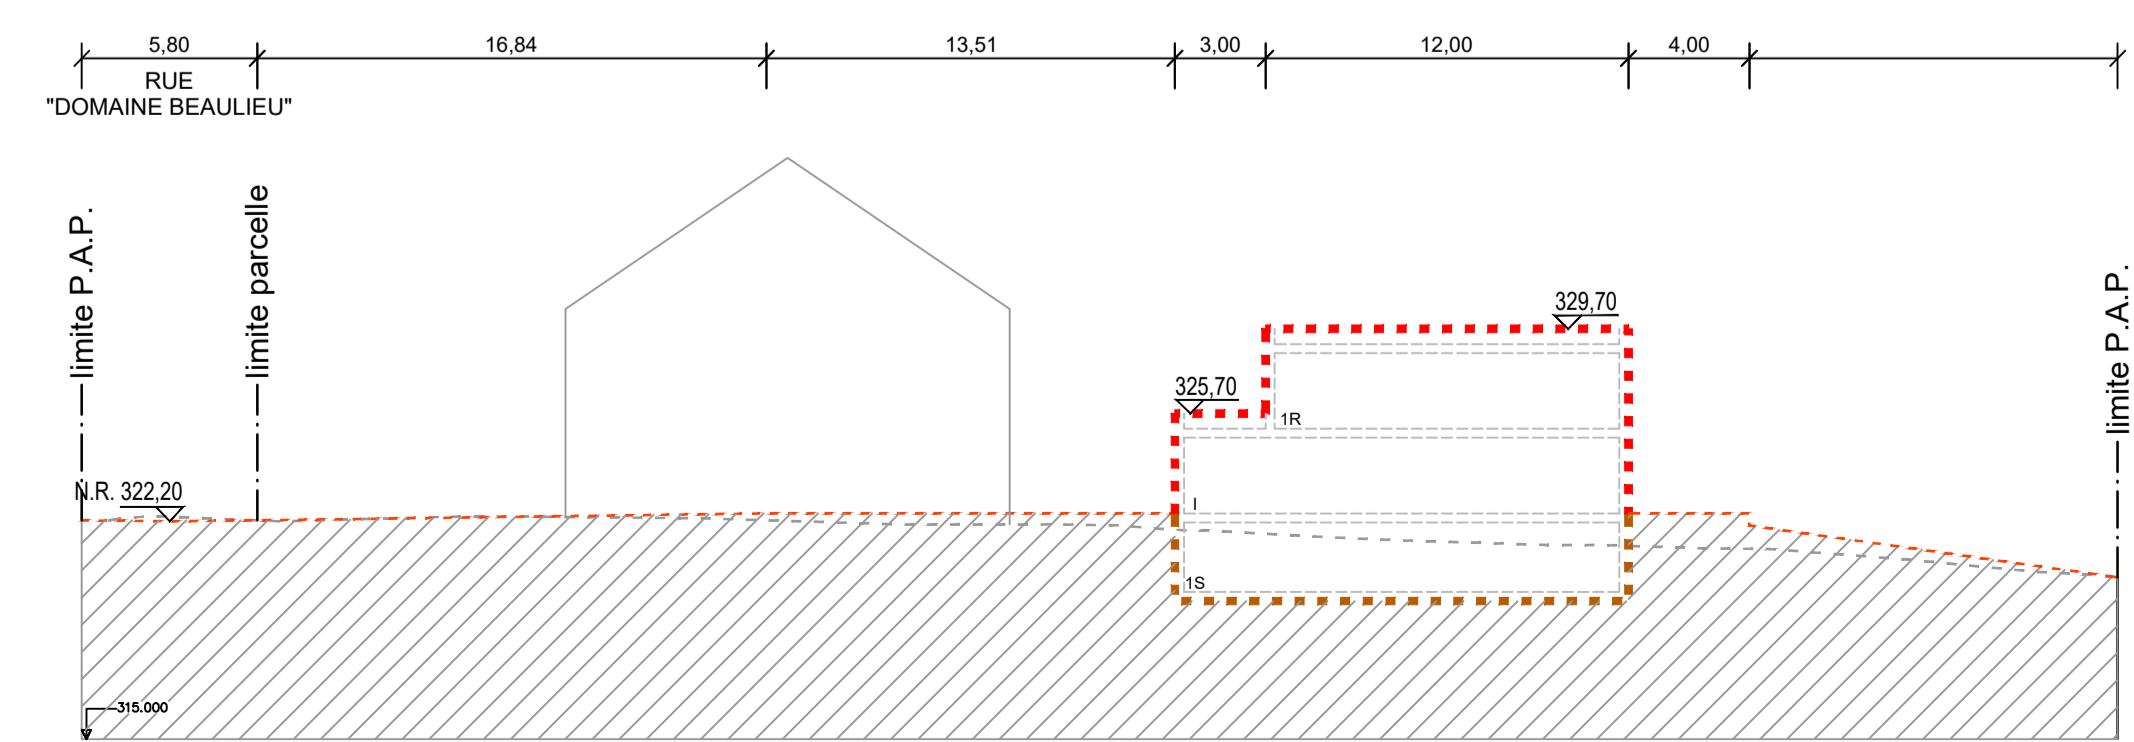 5,80
16,84
13,51
3,00
12,00
4,00
RUE
"DOMAINE BEAULIEU"
limite P.A.P.
limite parcelle
limite P.A.P.
329,70
325,70
1R
N.R. 322,20
I
1S
315.000